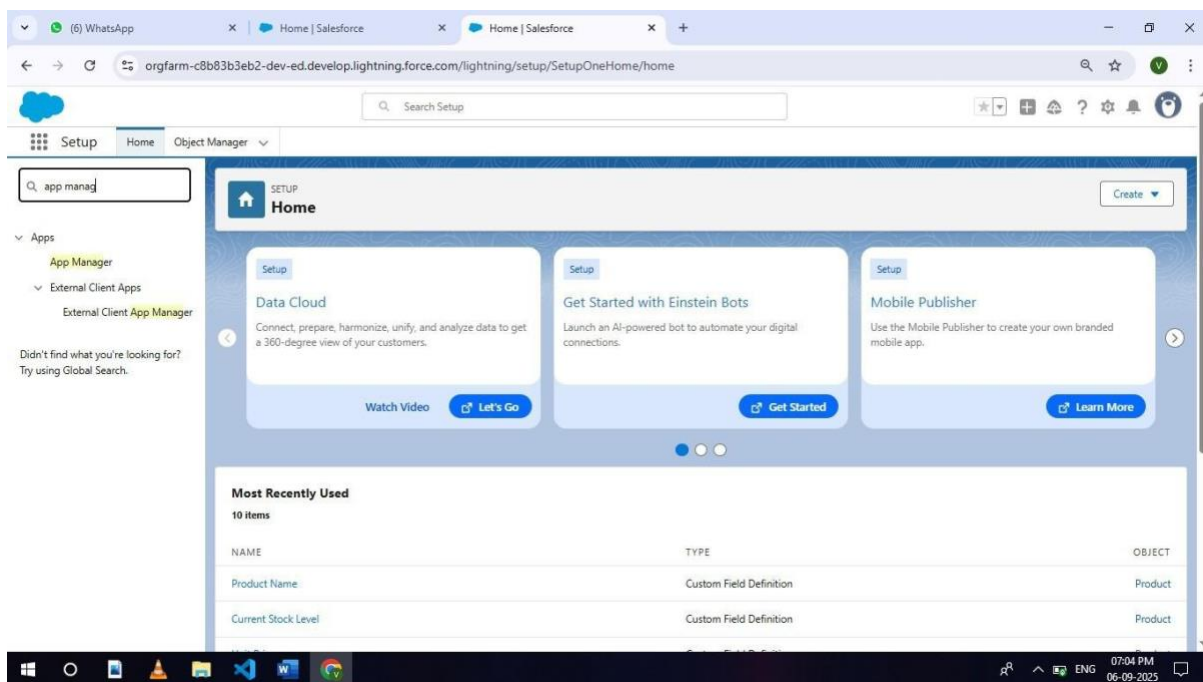 (6) WhatsApp
Home | Salesforce
Home | Salesforce
orgfarm-c8b83b3eb2-dev-ed.develop.lightning.force.com/lightning/setup/SetupOneHome/home
V
Search Setup
Setup
Home
Object Manager
app manag
Apps
App Manager
External Client Apps
External Client App Manager
Didn't find what you're looking for?
Try using Global Search.
SETUP
Home
Create
Setup
Data Cloud
Connect, prepare, harmonize, unify, and analyze data to get
a 360-degree view of your customers.
Watch Video
Let's Go
Setup
Get Started with Einstein Bots
Launch an AI-powered bot to automate your digital
connections.
Get Started
Setup
Mobile Publisher
Use the Mobile Publisher to create your own branded
mobile app.
Learn More
Most Recently Used
10 items
NAME TYPE OBJECT
Product Name Custom Field Definition Product
Current Stock Level Custom Field Definition Product
ENG
07:04 PM
06-09-2025